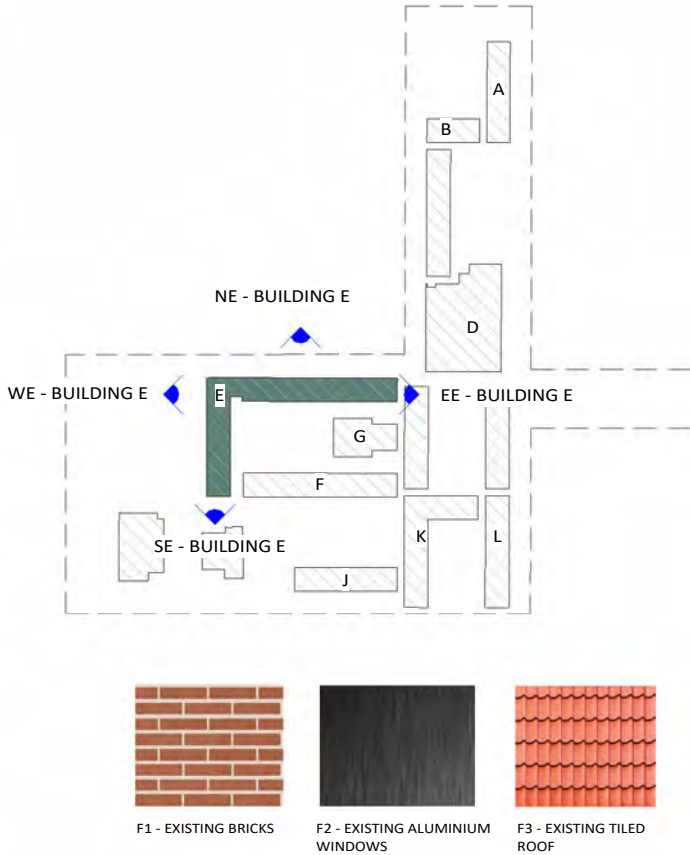 A
B
D
NE - BUILDING E
WE - BUILDING E
E
EE - BUILDING E
G
F
SE - BUILDING E
K
L
J
F1 - EXISTING BRICKS
F2 - EXISTING ALUMINIUM
WINDOWS
F3 - EXISTING TILED
ROOF